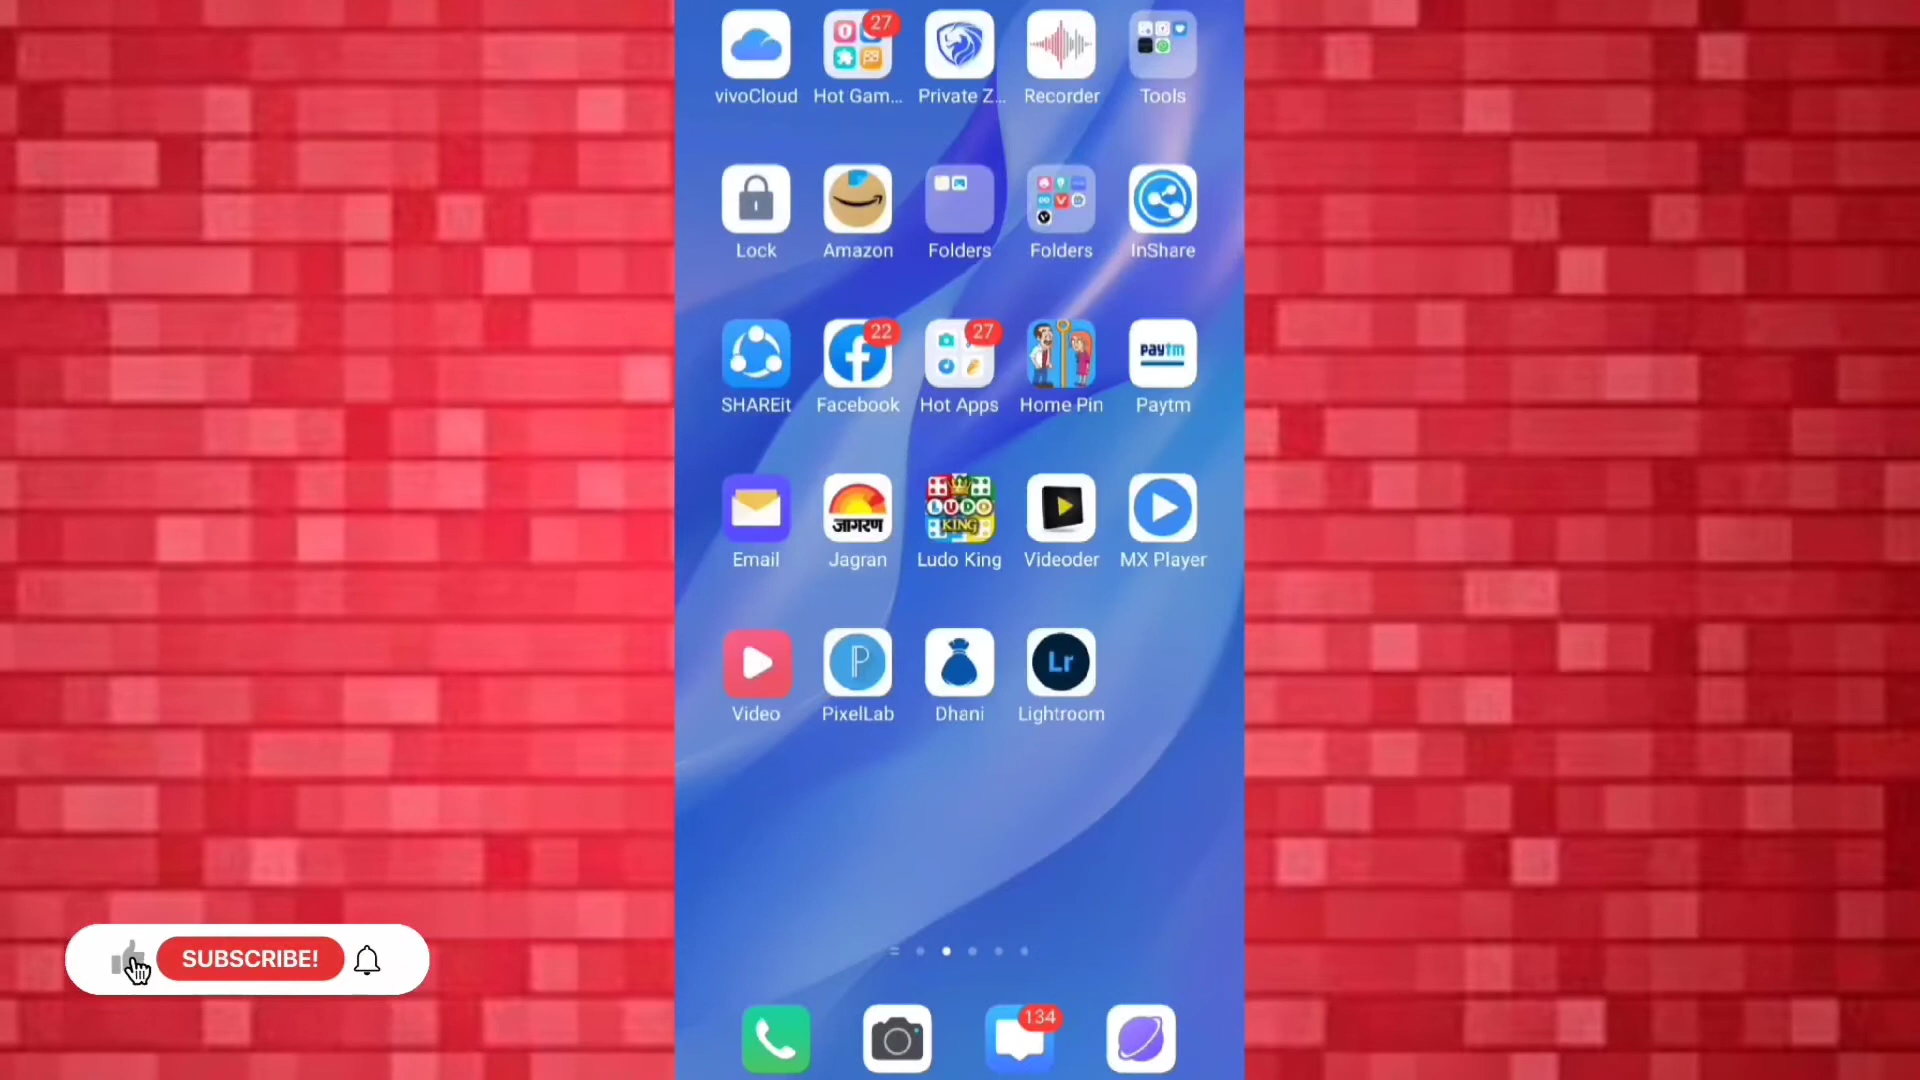 27
vivoCloud Hot Gam... Private Z... Recorder Tools
Lock Amazon Folders Folders InShare
22 27
paytm
SHAREit Facebook Hot Apps Home Pin Paytm
जागरण LUDO KING
Email Jagran Ludo King Videoder MX Player
P Lr
Video PixelLab Dhani Lightroom
SUBSCRIBE!
134